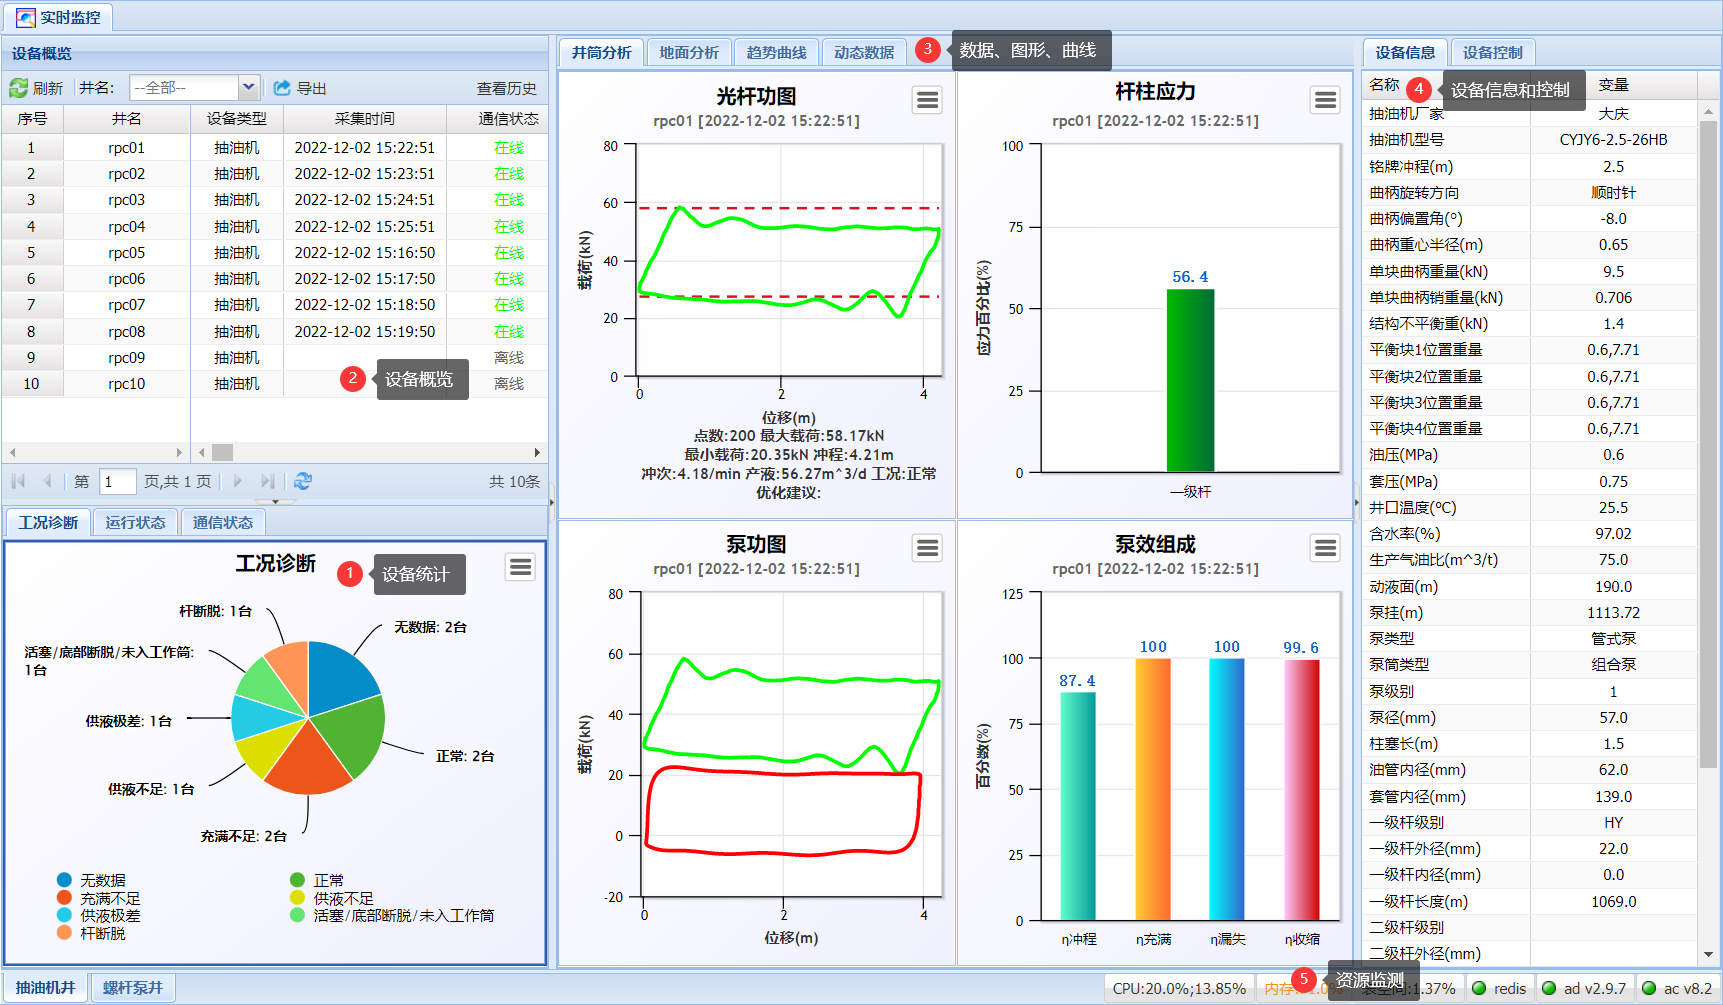 实时监控
设备概览
刷新 井名: --全部-- 导出 查看历史
序号 井名 设备类型 采集时间 通信状态
1 rpc01 抽油机 2022-12-02 15:22:51 在线
2 rpc02 抽油机 2022-12-02 15:23:51 在线
3 rpc03 抽油机 2022-12-02 15:24:51 在线
4 rpc04 抽油机 2022-12-02 15:25:51 在线
5 rpc05 抽油机 2022-12-02 15:16:50 在线
6 rpc06 抽油机 2022-12-02 15:17:50 在线
7 rpc07 抽油机 2022-12-02 15:18:50 在线
8 rpc08 抽油机 2022-12-02 15:19:50 在线
9 rpc09 抽油机 离线
10 rpc10 抽油机 离线
2 设备概览
第 1 页,共 1 页 共 10条
工况诊断 运行状态 通信状态
工况诊断
1 设备统计
杆断脱: 1台
无数据: 2台
活塞/底部断脱/未入工作筒:
1台
供液极差: 1台
正常: 2台
供液不足: 1台
充满不足: 2台
无数据 正常
充满不足 供液不足
供液极差 活塞/底部断脱/未入工作筒
杆断脱
抽油机井 螺杆泵井
井筒分析 地面分析 趋势曲线 动态数据
3 数据、图形、曲线
光杆功图
rpc01 [2022-12-02 15:22:51]
80
60
40
20
0
载荷(kN)
0 2 4
位移(m)
点数:200 最大载荷:58.17kN
最小载荷:20.35kN 冲程:4.21m
冲次:4.18/min 产液:56.27m^3/d 工况:正常
优化建议:
杆柱应力
rpc01 [2022-12-02 15:22:51]
100
75
50
25
0
应力百分比(%)
56.4
一级杆
泵功图
rpc01 [2022-12-02 15:22:51]
80
60
40
20
0
-20
载荷(kN)
0 2 4
位移(m)
泵效组成
rpc01 [2022-12-02 15:22:51]
125
100
75
50
25
0
百分数(%)
87.4 100 100 99.6
η冲程 η充满 η漏失 η收缩
设备信息 设备控制
名称 变量
4 设备信息和控制
抽油机厂家 大庆
抽油机型号 CYJY6-2.5-26HB
铭牌冲程(m) 2.5
曲柄旋转方向 顺时针
曲柄偏置角(°) -8.0
曲柄重心半径(m) 0.65
单块曲柄重量(kN) 9.5
单块曲柄销重量(kN) 0.706
结构不平衡重(kN) 1.4
平衡块1位置重量 0.6,7.71
平衡块2位置重量 0.6,7.71
平衡块3位置重量 0.6,7.71
平衡块4位置重量 0.6,7.71
油压(MPa) 0.6
套压(MPa) 0.75
井口温度(℃) 25.5
含水率(%) 97.02
生产气油比(m^3/t) 75.0
动液面(m) 190.0
泵挂(m) 1113.72
泵类型 管式泵
泵筒类型 组合泵
泵级别 1
泵径(mm) 57.0
柱塞长(m) 1.5
油管内径(mm) 62.0
套管内径(mm) 139.0
一级杆级别 HY
一级杆外径(mm) 22.0
一级杆内径(mm) 0.0
一级杆长度(m) 1069.0
二级杆级别
二级杆外径(mm)
5 资源监测
CPU:20.0%;13.85% 内存: 空间:1.37% redis ad v2.9.7 ac v8.2